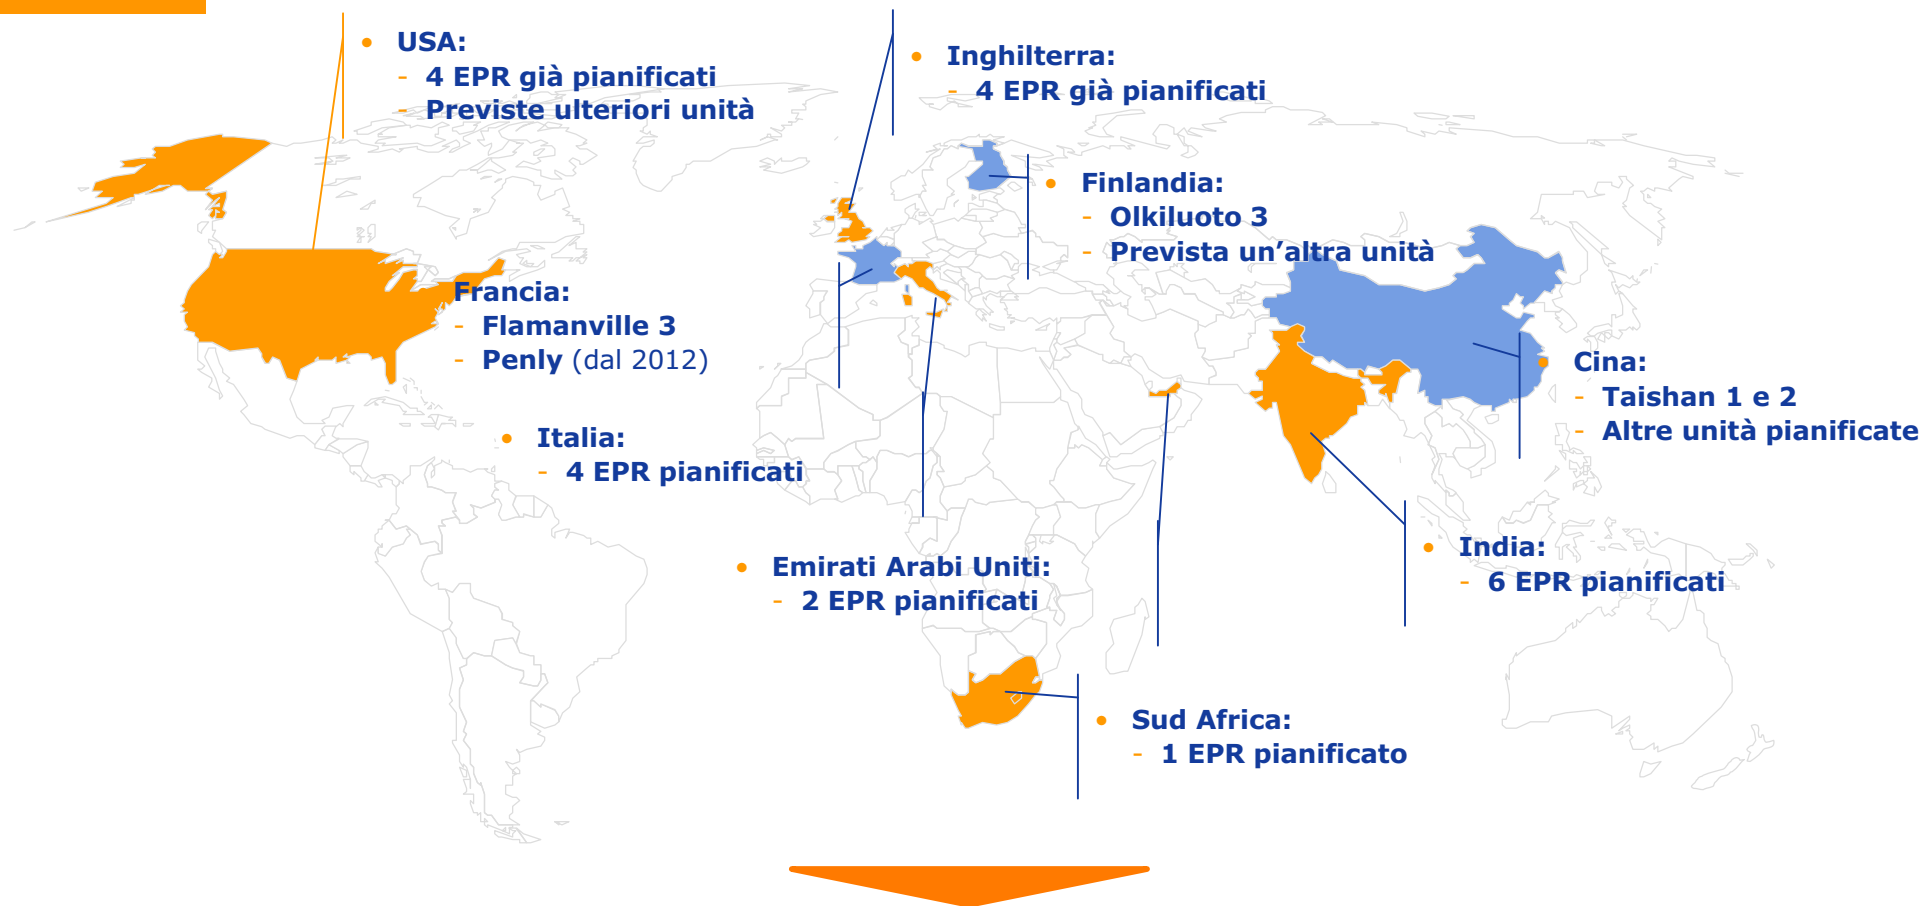 • USA:
- 4 EPR già pianificati
- Previste ulteriori unità
• Inghilterra:
- 4 EPR già pianificati
• Finlandia:
- Olkiluoto 3
- Prevista un’altra unità
Francia:
- Flamanville 3
- Penly (dal 2012)
• Cina:
- Taishan 1 e 2
- Altre unità pianificate
• Italia:
- 4 EPR pianificati
• India:
- 6 EPR pianificati
• Emirati Arabi Uniti:
- 2 EPR pianificati
• Sud Africa:
- 1 EPR pianificato